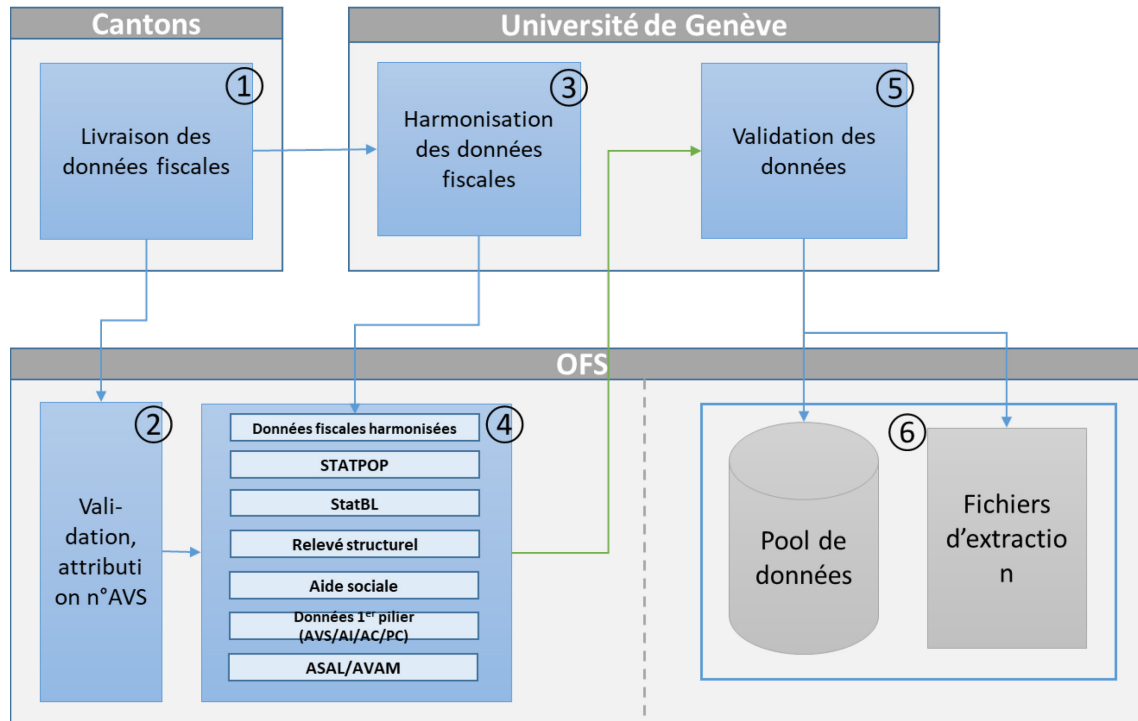 Cantons
Université de Genève
①
Livraison des
données fiscales
③
Harmonisation
des données
fiscales
⑤
Validation des
données
OFS
②
Vali-
dation,
attributi
on n°AVS
④
Données fiscales harmonisées
STATPOP
StatBL
Relevé structurel
Aide sociale
Données 1er pilier
(AVS/AI/AC/PC)
ASAL/AVAM
⑥
Pool de
données
Fichiers
d'extractio
n